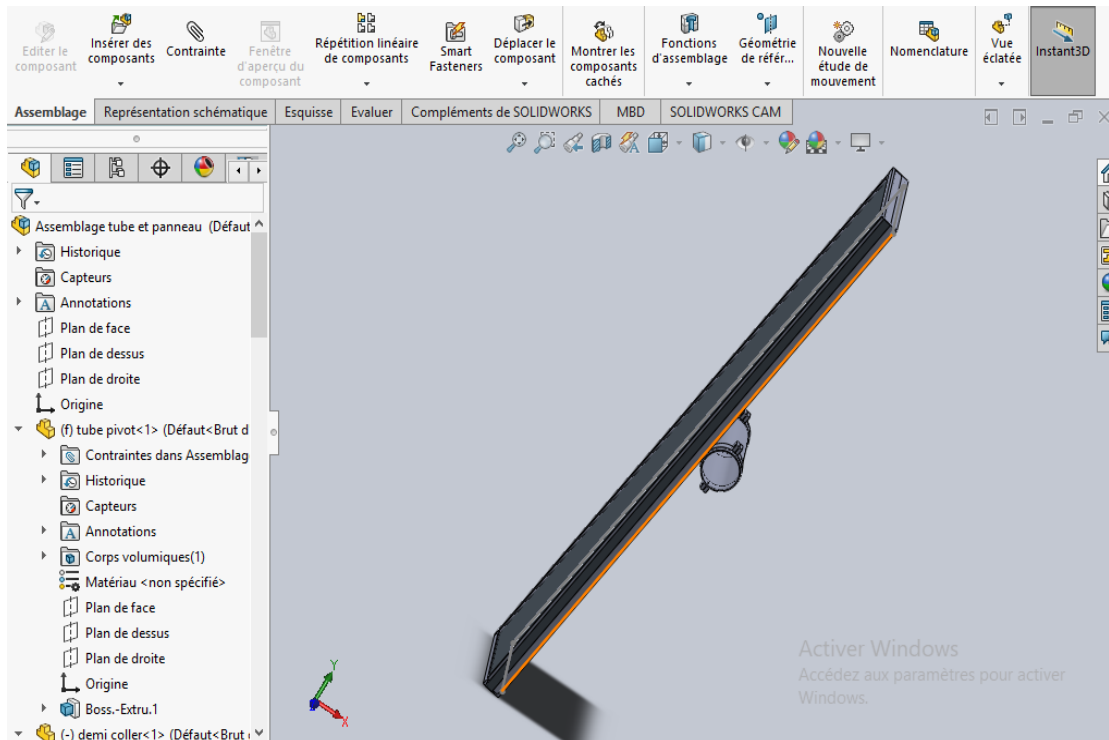 Editer le composant
Insérer des composants
Contrainte
Fenêtre d'aperçu du composant
Répétition linéaire de composants
Smart Fasteners
Déplacer le composant
Montrer les composants cachés
Fonctions d'assemblage
Géométrie de référ...
Nouvelle étude de mouvement
Nomenclature
Vue éclatée
Instant3D
Assemblage
Représentation schématique
Esquisse
Evaluer
Compléments de SOLIDWORKS
MBD
SOLIDWORKS CAM
Assemblage tube et panneau (Défaut
Historique
Capteurs
Annotations
Plan de face
Plan de dessus
Plan de droite
Origine
(f) tube pivot<1> (Défaut<Brut d
Contraintes dans Assemblag
Historique
Capteurs
Annotations
Corps volumiques(1)
Matériau <non spécifié>
Plan de face
Plan de dessus
Plan de droite
Origine
Boss.-Extru.1
(-) demi coller<1> (Défaut<Brut
Y
X
Activer Windows
Accédez aux paramètres pour activer
Windows.